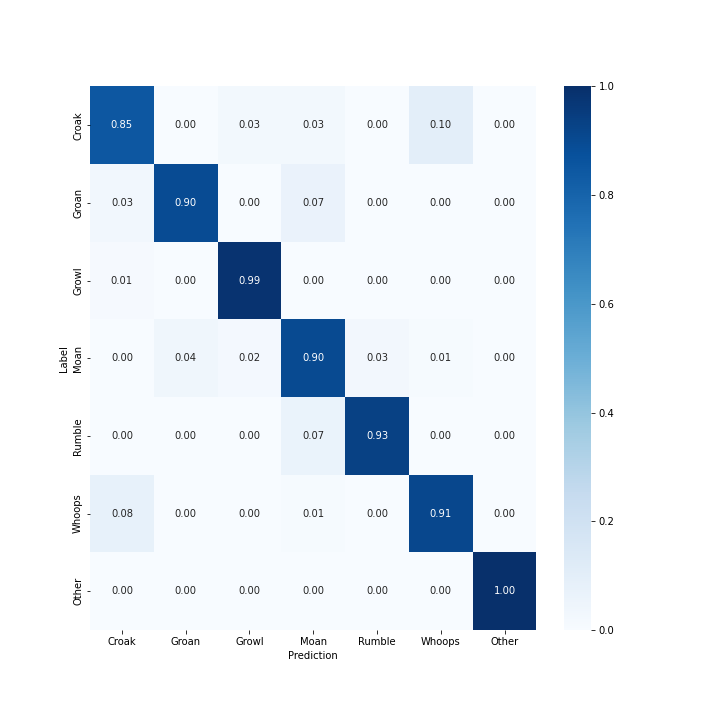 1.0
Croak 0.85 0.00 0.03 0.03 0.00 0.10 0.00
0.8
Groan 0.03 0.90 0.00 0.07 0.00 0.00 0.00
Growl 0.01 0.00 0.99 0.00 0.00 0.00 0.00
0.6
Label
Moan 0.00 0.04 0.02 0.90 0.03 0.01 0.00
0.4
Rumble 0.00 0.00 0.00 0.07 0.93 0.00 0.00
Whoops 0.08 0.00 0.00 0.01 0.00 0.91 0.00
0.2
Other 0.00 0.00 0.00 0.00 0.00 0.00 1.00
0.0
Croak Groan Growl Moan Rumble Whoops Other
Prediction